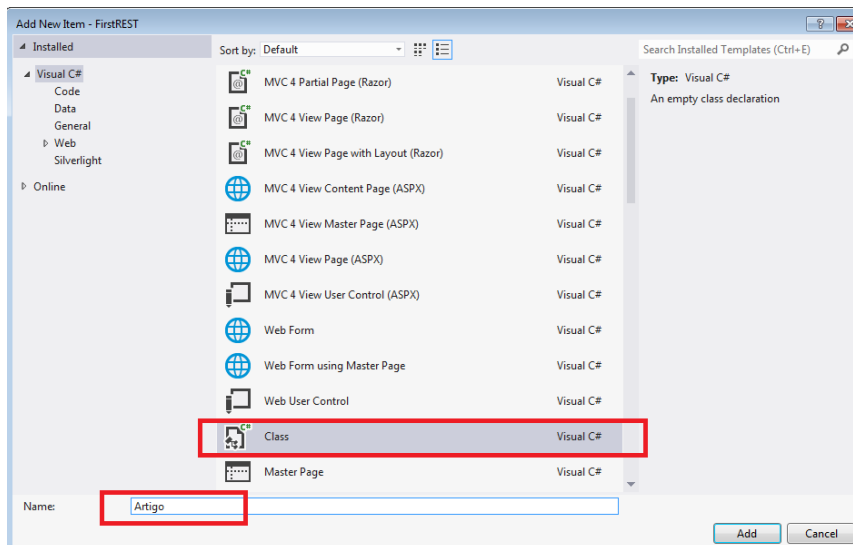 Add New Item - FirstREST
Installed
Sort by: Default
Search Installed Templates (Ctrl+E)
Visual C#
Code
Data
General
Web
Silverlight
Online
MVC 4 Partial Page (Razor) Visual C#
MVC 4 View Page (Razor) Visual C#
MVC 4 View Page with Layout (Razor) Visual C#
MVC 4 View Content Page (ASPX) Visual C#
MVC 4 View Master Page (ASPX) Visual C#
MVC 4 View Page (ASPX) Visual C#
MVC 4 View User Control (ASPX) Visual C#
Web Form Visual C#
Web Form using Master Page Visual C#
Web User Control Visual C#
Class Visual C#
Master Page Visual C#
Type: Visual C#
An empty class declaration
Name: Artigo
Add Cancel